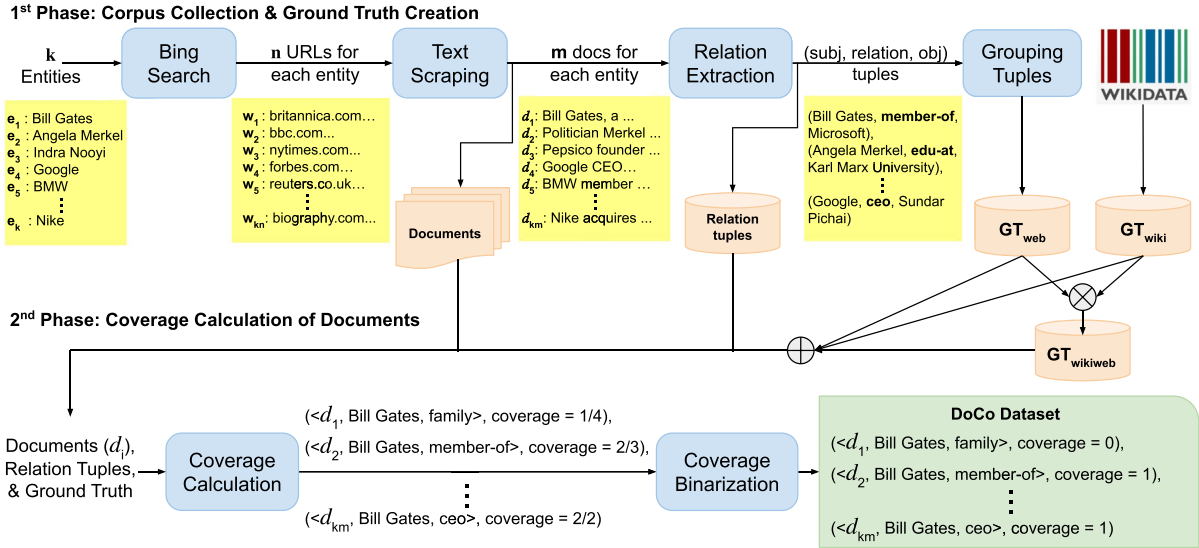 1st Phase: Corpus Collection & Ground Truth Creation
k
Entities
Bing
Search
n URLs for
each entity
Text
Scraping
m docs for
each entity
Relation
Extraction
(subj, relation, obj)
tuples
Grouping
Tuples
WIKIDATA
e1 : Bill Gates
e2 : Angela Merkel
e3 : Indra Nooyi
e4 : Google
e5 : BMW
ek : Nike
w1 : britannica.com…
w2 : bbc.com...
w3 : nytimes.com...
w4 : forbes.com...
w5 : reuters.co.uk...
wkn : biography.com...
Documents
d1: Bill Gates, a ...
d2: Politician Merkel ...
d3: Pepsico founder ...
d4: Google CEO...
d5: BMW member ...
dkm: Nike acquires ...
Relation
tuples
(Bill Gates, member-of,
Microsoft),
(Angela Merkel, edu-at,
Karl Marx University),
(Google, ceo, Sundar
Pichai)
GTweb
GTwiki
GTwikiweb
2nd Phase: Coverage Calculation of Documents
Documents (di),
Relation Tuples,
& Ground Truth
Coverage
Calculation
(<d1, Bill Gates, family>, coverage = 1/4),
(<d2, Bill Gates, member-of>, coverage = 2/3),
(<dkm, Bill Gates, ceo>, coverage = 2/2)
Coverage
Binarization
DoCo Dataset
(<d1, Bill Gates, family>, coverage = 0),
(<d2, Bill Gates, member-of>, coverage = 1),
(<dkm, Bill Gates, ceo>, coverage = 1)